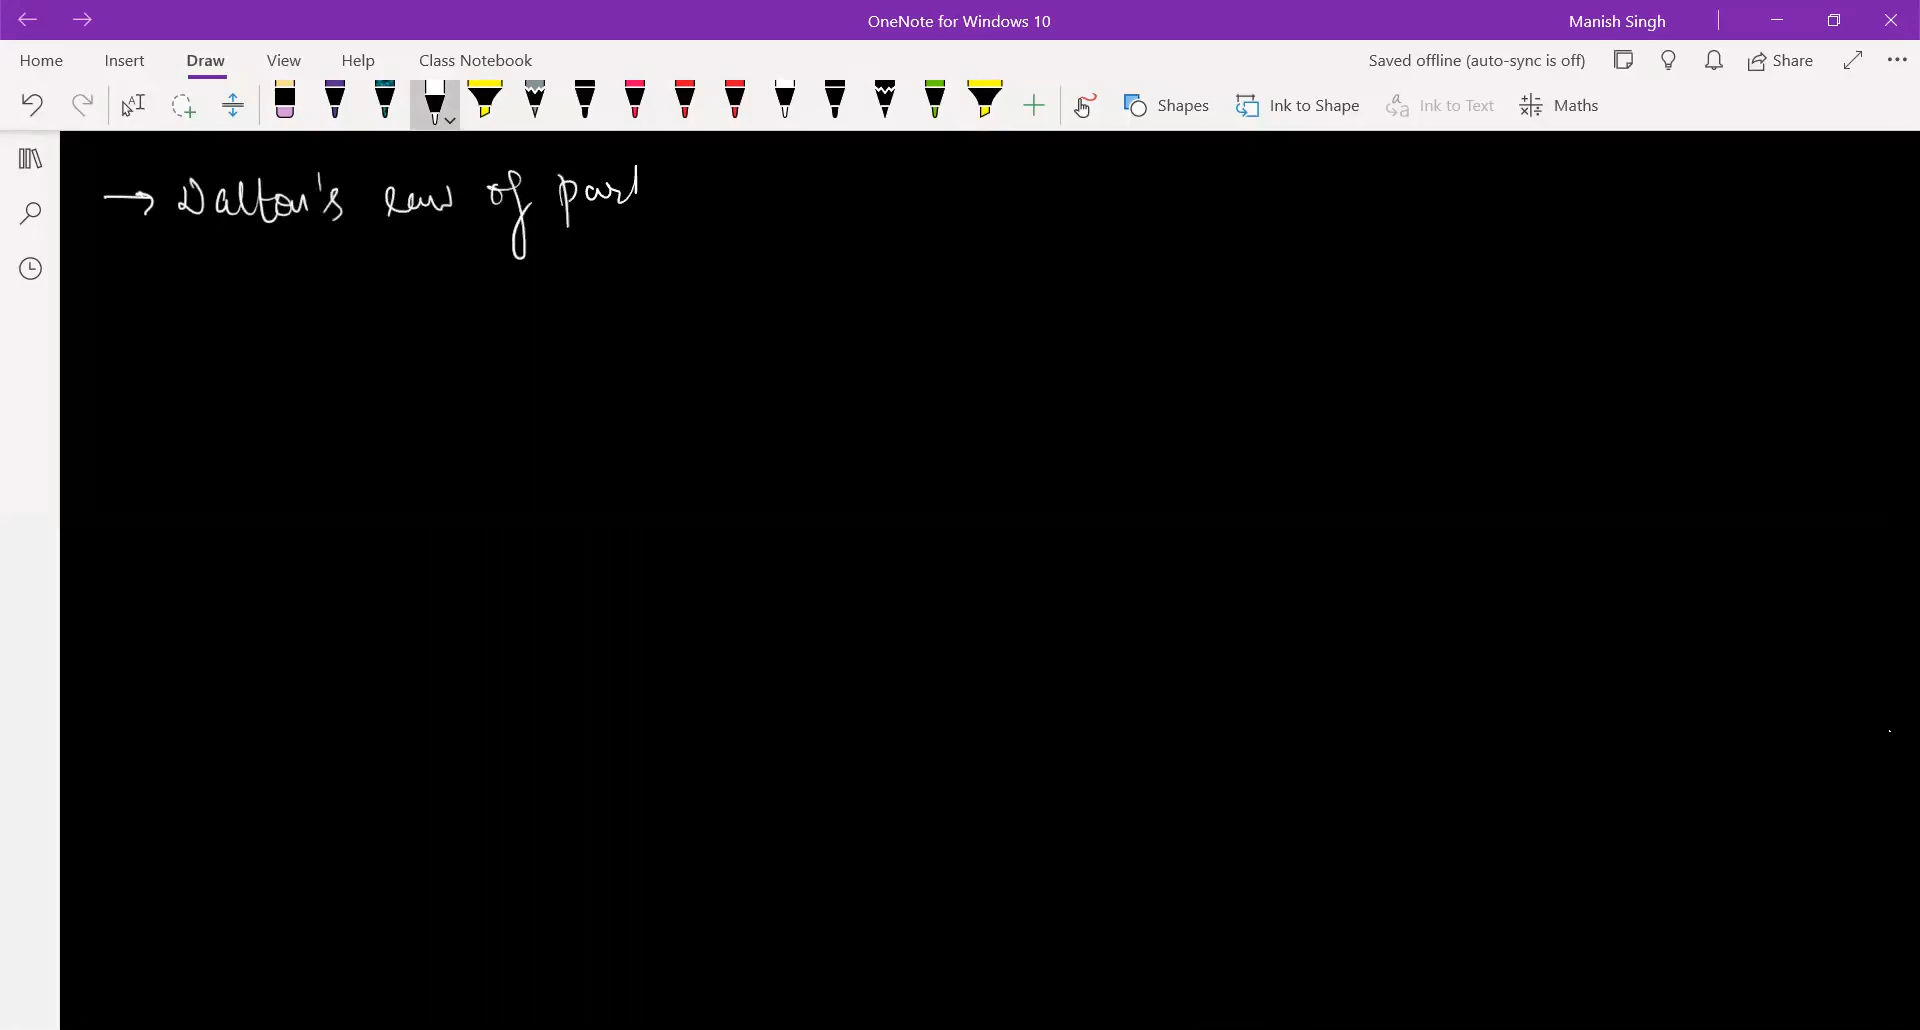 OneNote for Windows 10
Manish Singh
Home Insert Draw View Help Class Notebook
Saved offline (auto-sync is off) Share
Shapes Ink to Shape Ink to Text Maths
→ Dalton's law of part